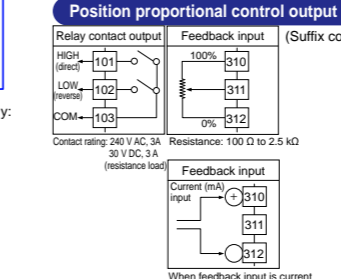 Position proportional control output
Relay contact output
Feedback input
(Suffix co
HIGH
(direct)
101
LOW
(reverse)
102
COM
103
100%
310
311
0%
312
y:
Contact rating: 240 V AC, 3A
30 V DC, 3 A
(resistance load)
Resistance: 100 Ω to 2.5 kΩ
Feedback input
Current (mA)
input
+
310
311
312
When feedback input is current